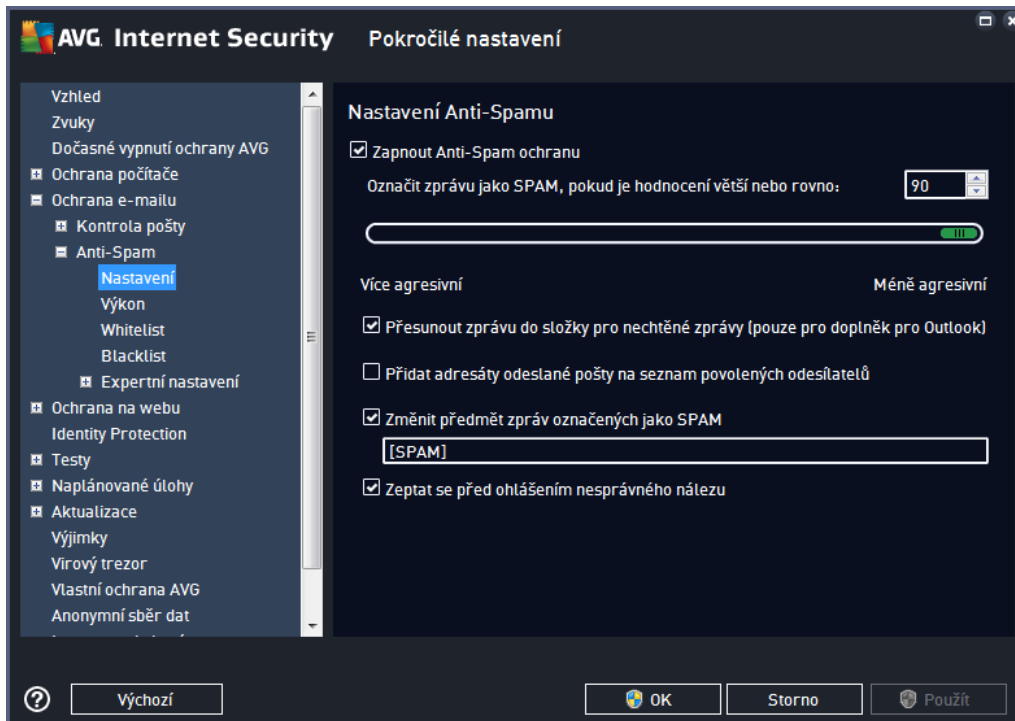 AVG. Internet Security Pokročilé nastavení
Vzhled
Zvuky
Dočasné vypnutí ochrany AVG
Ochrana počítače
Ochrana e-mailu
Kontrola pošty
Anti-Spam
Nastavení
Výkon
Whitelist
Blacklist
Expertní nastavení
Ochrana na webu
Identity Protection
Testy
Naplánované úlohy
Aktualizace
Výjimky
Virový trezor
Vlastní ochrana AVG
Anonymní sběr dat
Nastavení Anti-Spamu
Zapnout Anti-Spam ochranu
Označit zprávu jako SPAM, pokud je hodnocení větší nebo rovno: 90
Více agresivní Méně agresivní
Přesunout zprávu do složky pro nechtěné zprávy (pouze pro doplněk pro Outlook)
Přidat adresáty odeslané pošty na seznam povolených odesílatelů
Změnit předmět zpráv označených jako SPAM
[SPAM]
Zeptat se před ohlášením nesprávného nálezu
? Výchozí OK Storno Použít